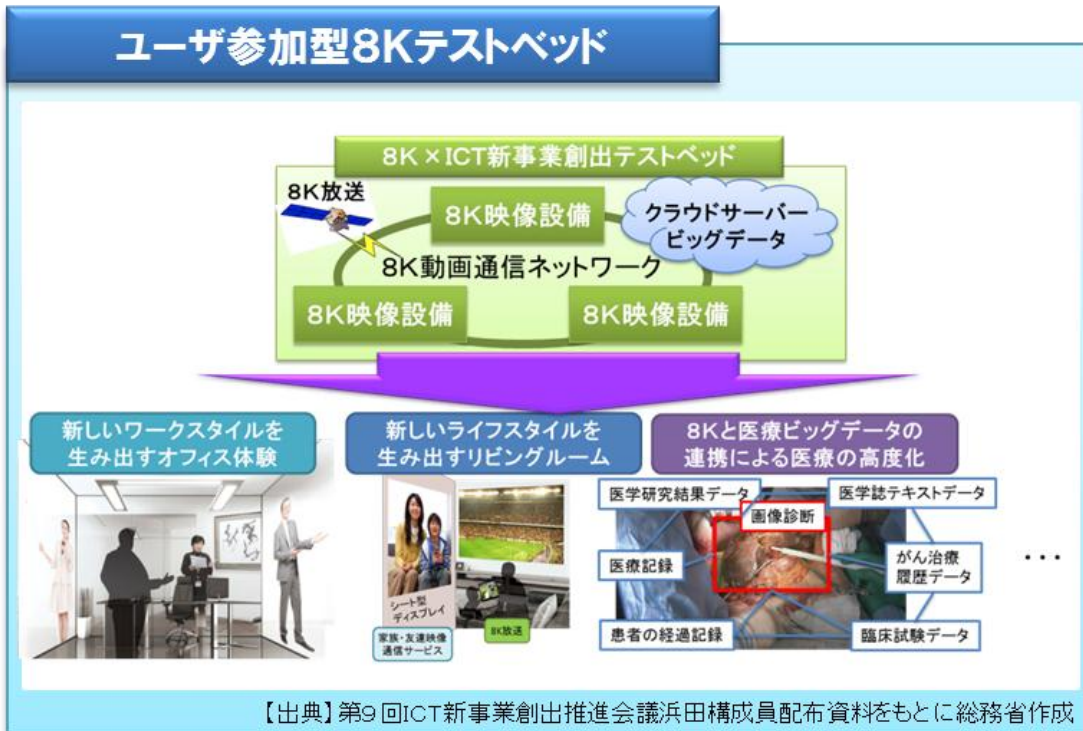 ユーザ参加型8Kテストベッド
8K×ICT新事業創出テストベッド
8K放送
8K映像設備
クラウドサーバー
ビッグデータ
8K動画通信ネットワーク
8K映像設備
8K映像設備
新しいワークスタイルを
生み出すオフィス体験
新しいライフスタイルを
生み出すリビングルーム
8Kと医療ビッグデータの
連携による医療の高度化
シート型
ディスプレイ
家族・友達映像
通信サービス
8K放送
医学研究結果データ
医学誌テキストデータ
画像診断
医療記録
がん治療
履歴データ
患者の経過記録
臨床試験データ
･･･
【出典】第9回ICT新事業創出推進会議浜田構成員配布資料をもとに総務省作成